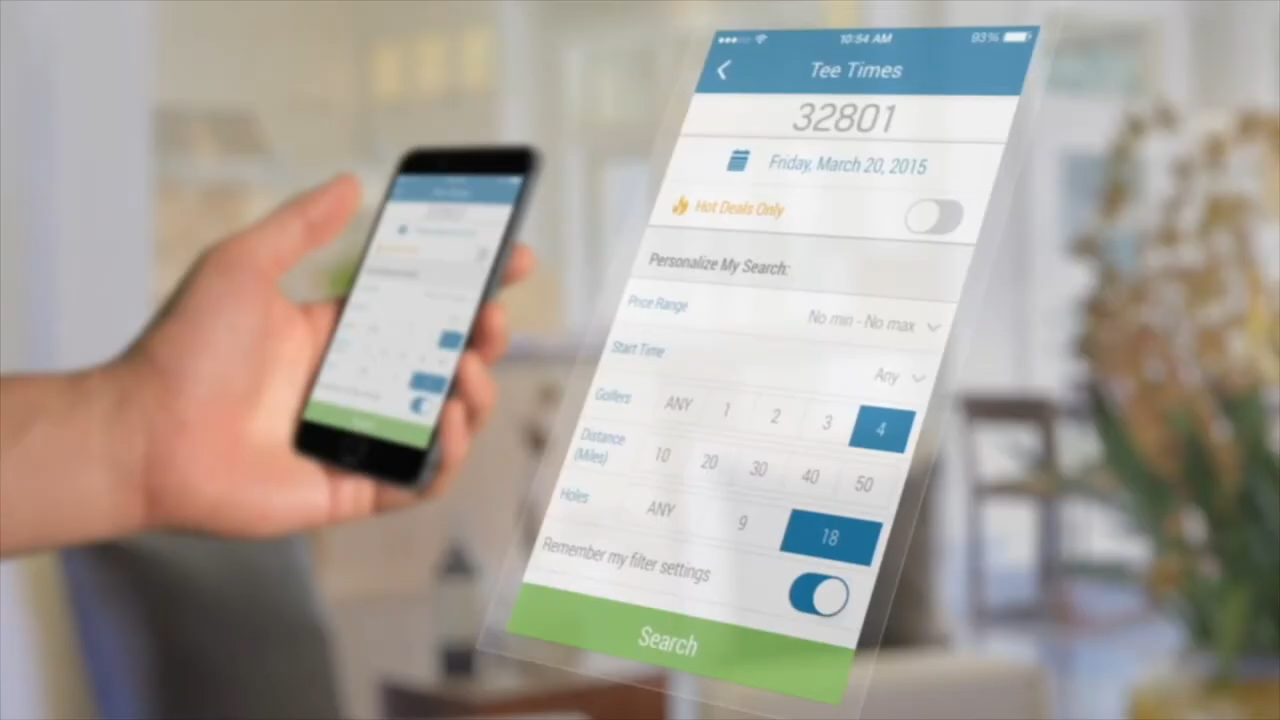 10:54 AM 93%
Tee Times
32801
Friday, March 20, 2015
Hot Deals Only
Personalize My Search:
Price Range No min - No max
Start Time Any
Golfers ANY 1 2 3 4
Distance
(Miles) 10 20 30 40 50
Holes ANY 9 18
Remember my filter settings
Search